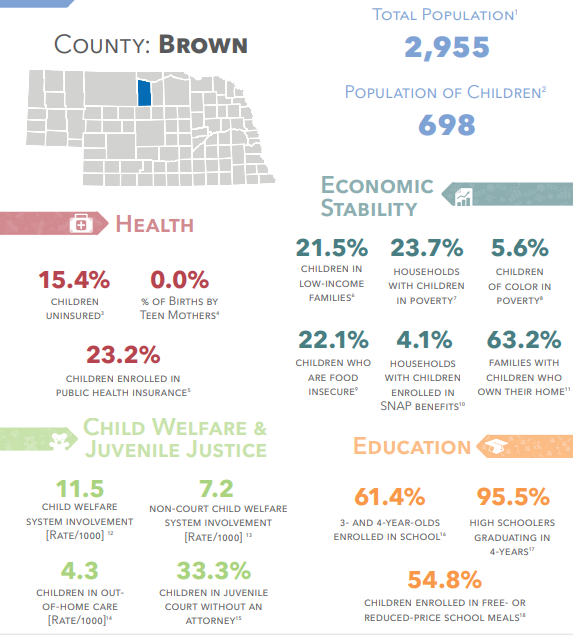 County: Brown
Total Population¹
2,955
Population of Children²
698
Health
15.4%
children
uninsured³
0.0%
% of Births by
Teen Mothers⁴
23.2%
children enrolled in
public health insurance⁵
Economic
Stability
21.5%
children in
low-income
families⁶
23.7%
households
with children
in poverty⁷
5.6%
children
of color in
poverty⁸
22.1%
children who
are food
insecure⁹
4.1%
households
with children
enrolled in
SNAP benefits¹⁰
63.2%
families with
children who
own their home¹¹
Child Welfare &
Juvenile Justice
11.5
child welfare
system involvement
[Rate/1000] ¹²
7.2
non-court child welfare
system involvement
[Rate/1000] ¹³
4.3
children in out-
of-home care
[Rate/1000]¹⁴
33.3%
children in juvenile
court without an
attorney¹⁵
Education
61.4%
3- and 4-year-olds
enrolled in school¹⁶
95.5%
high schoolers
graduating in
4-years¹⁷
54.8%
children enrolled in free- or
reduced-price school meals¹⁸